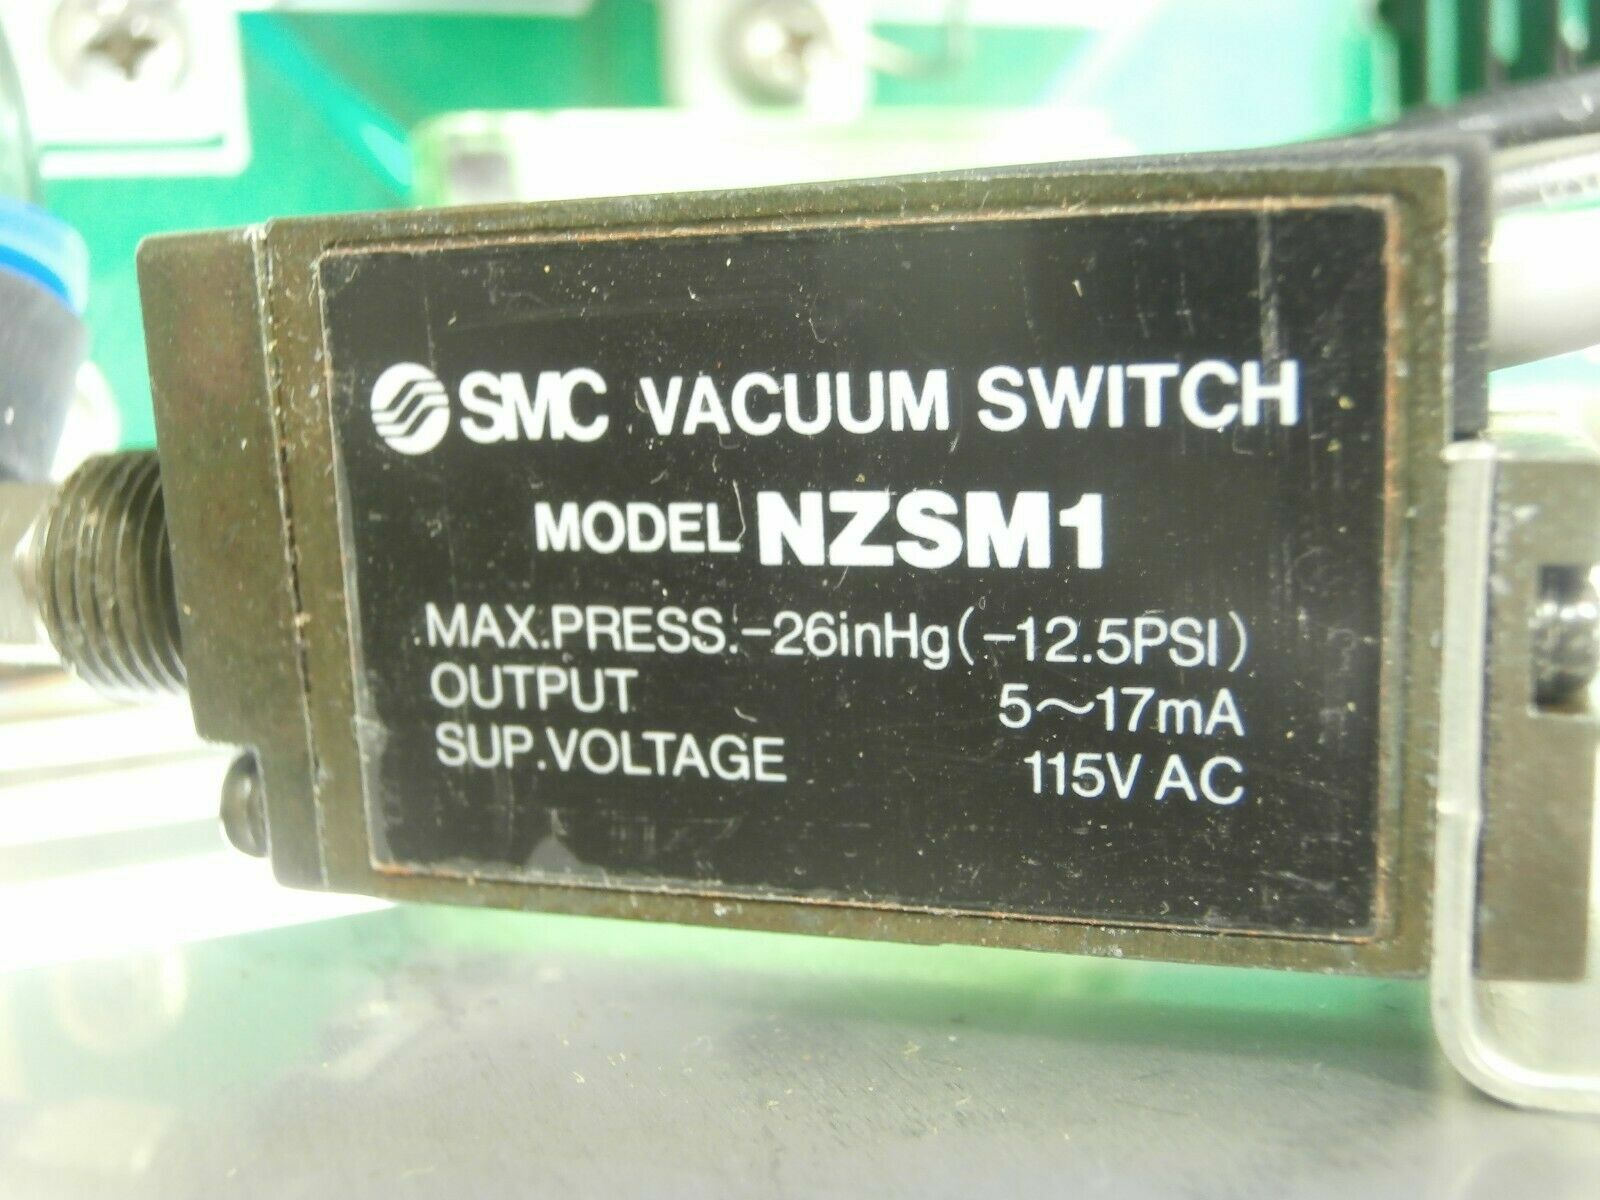 SMC VACUUM SWITCH
MODEL NZSM1
MAX.PRESS. -26inHg(-12.5PSI)
OUTPUT 5~17mA
SUP.VOLTAGE 115V AC